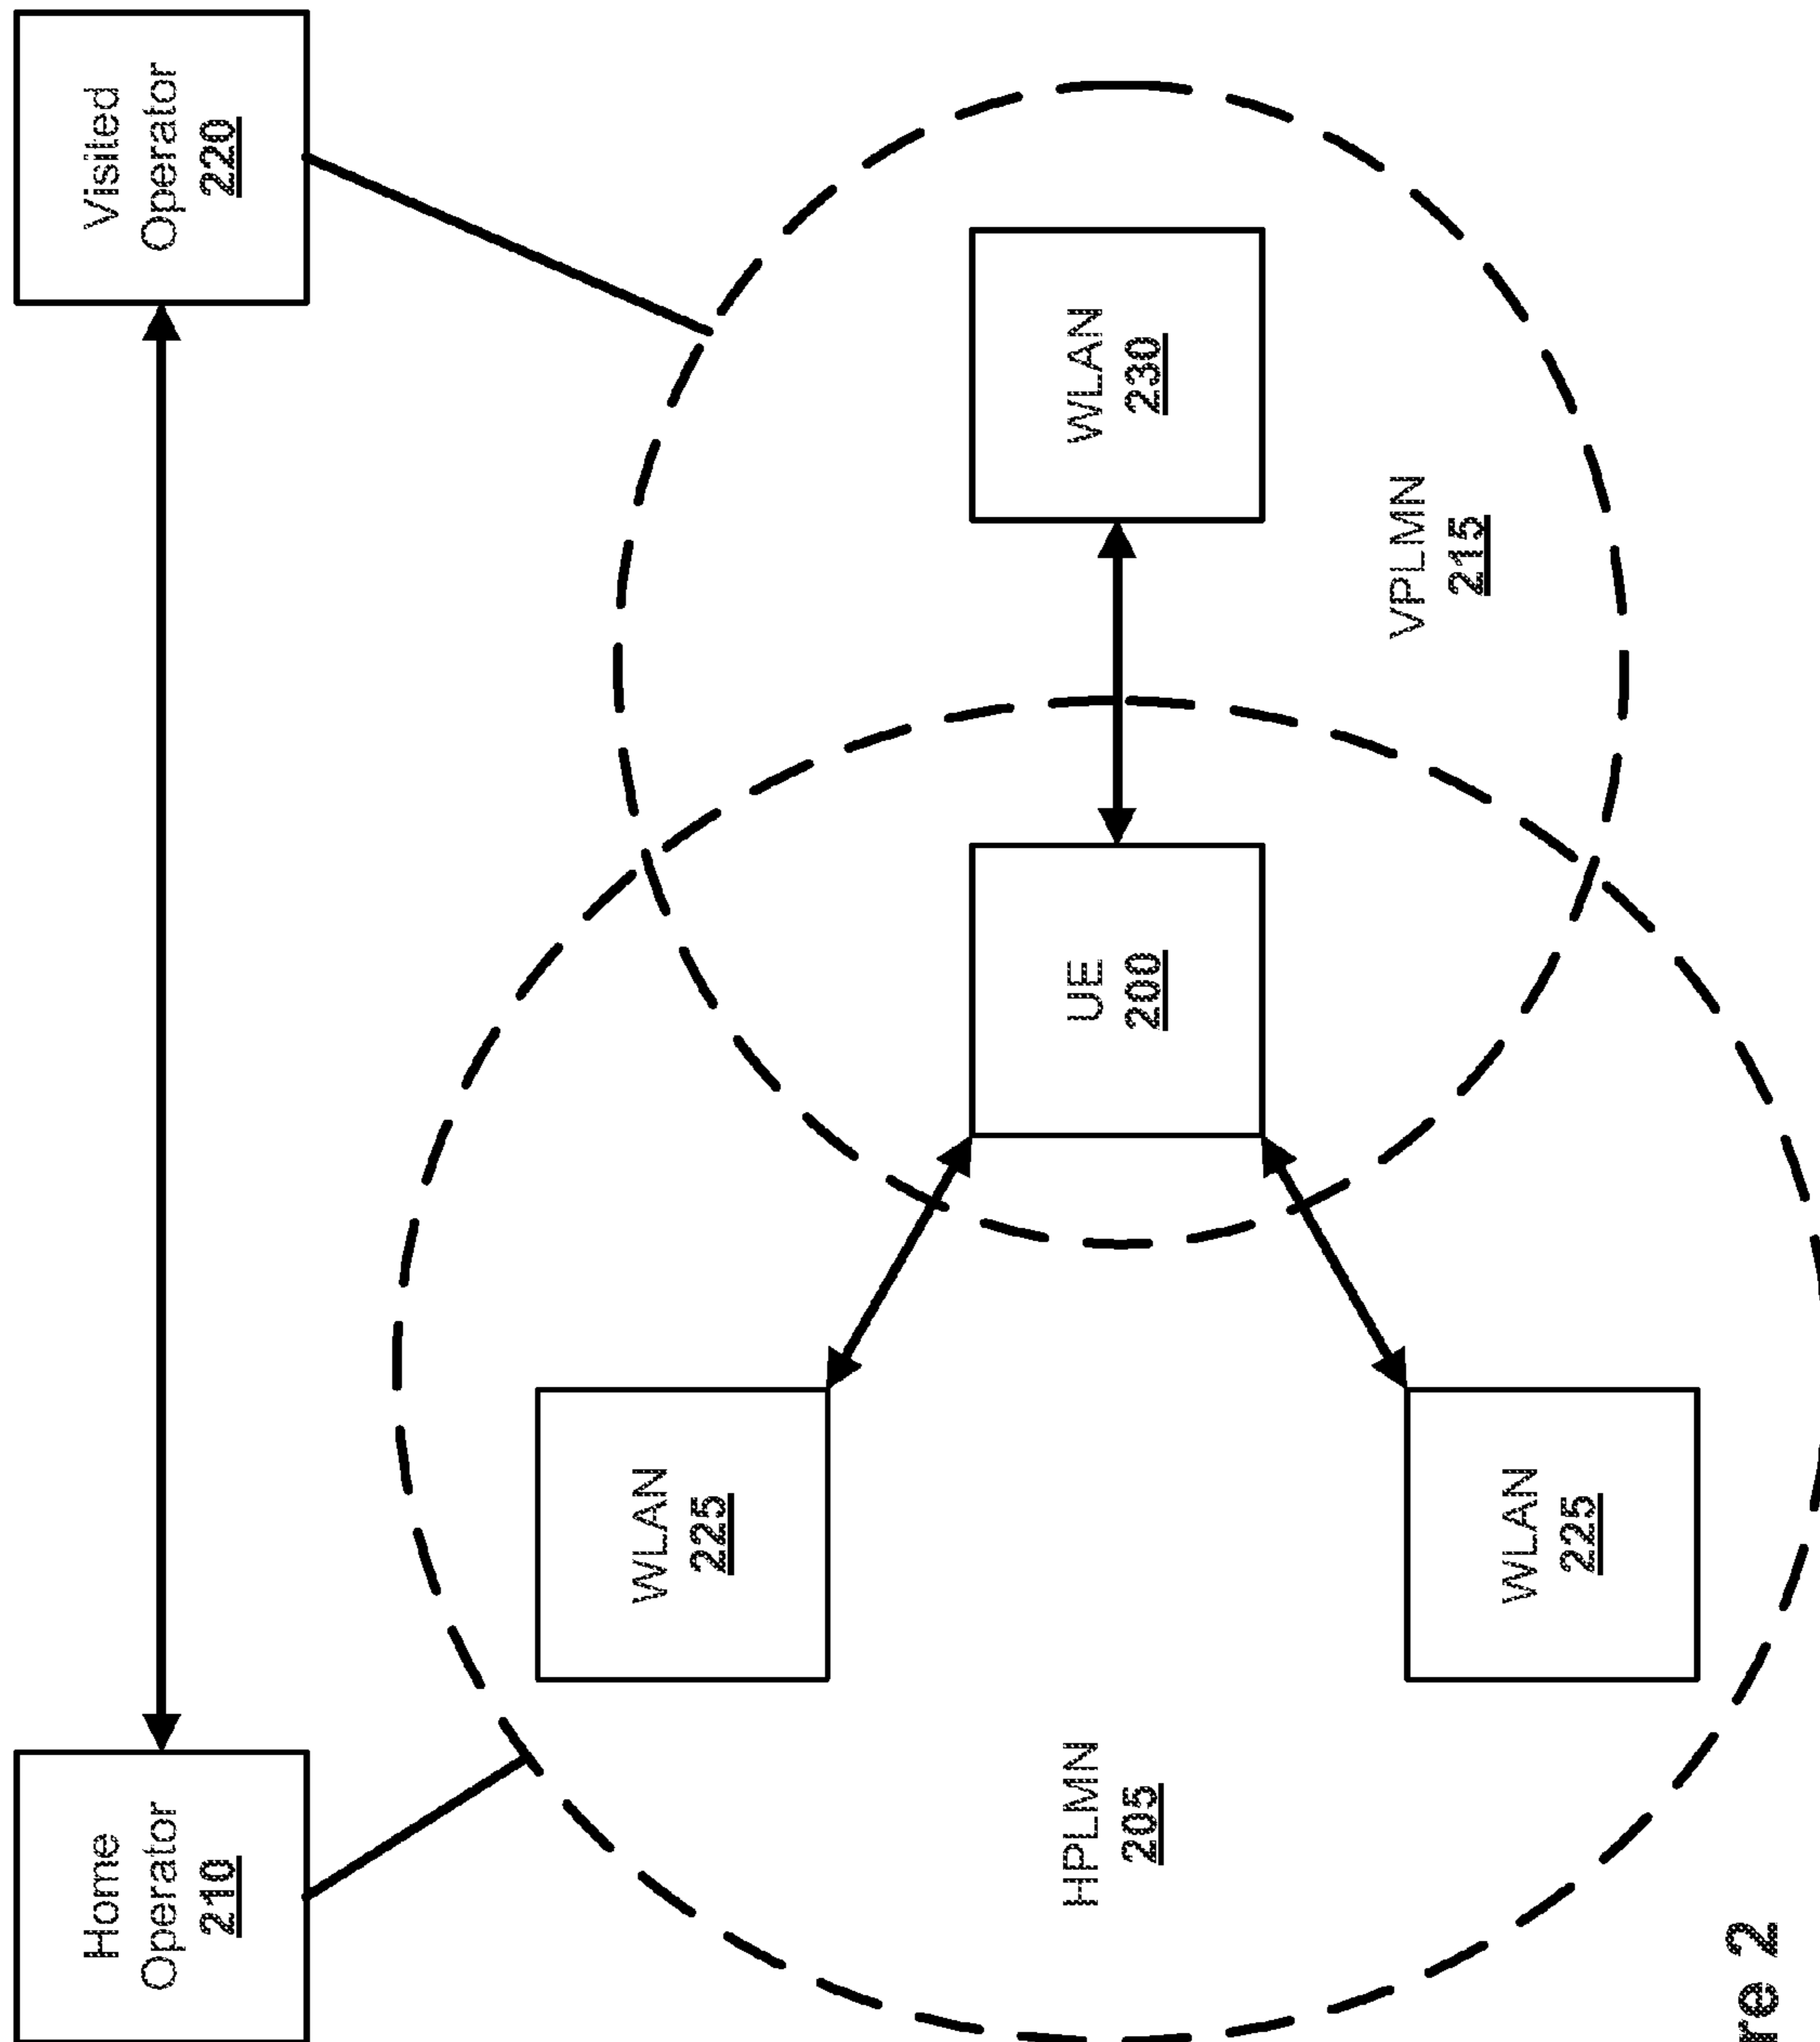 Home
Operator
210
Visited
Operator
220
WLAN
225
HPLMN
205
UE
200
WLAN
230
VPLMN
215
WLAN
225
re 2